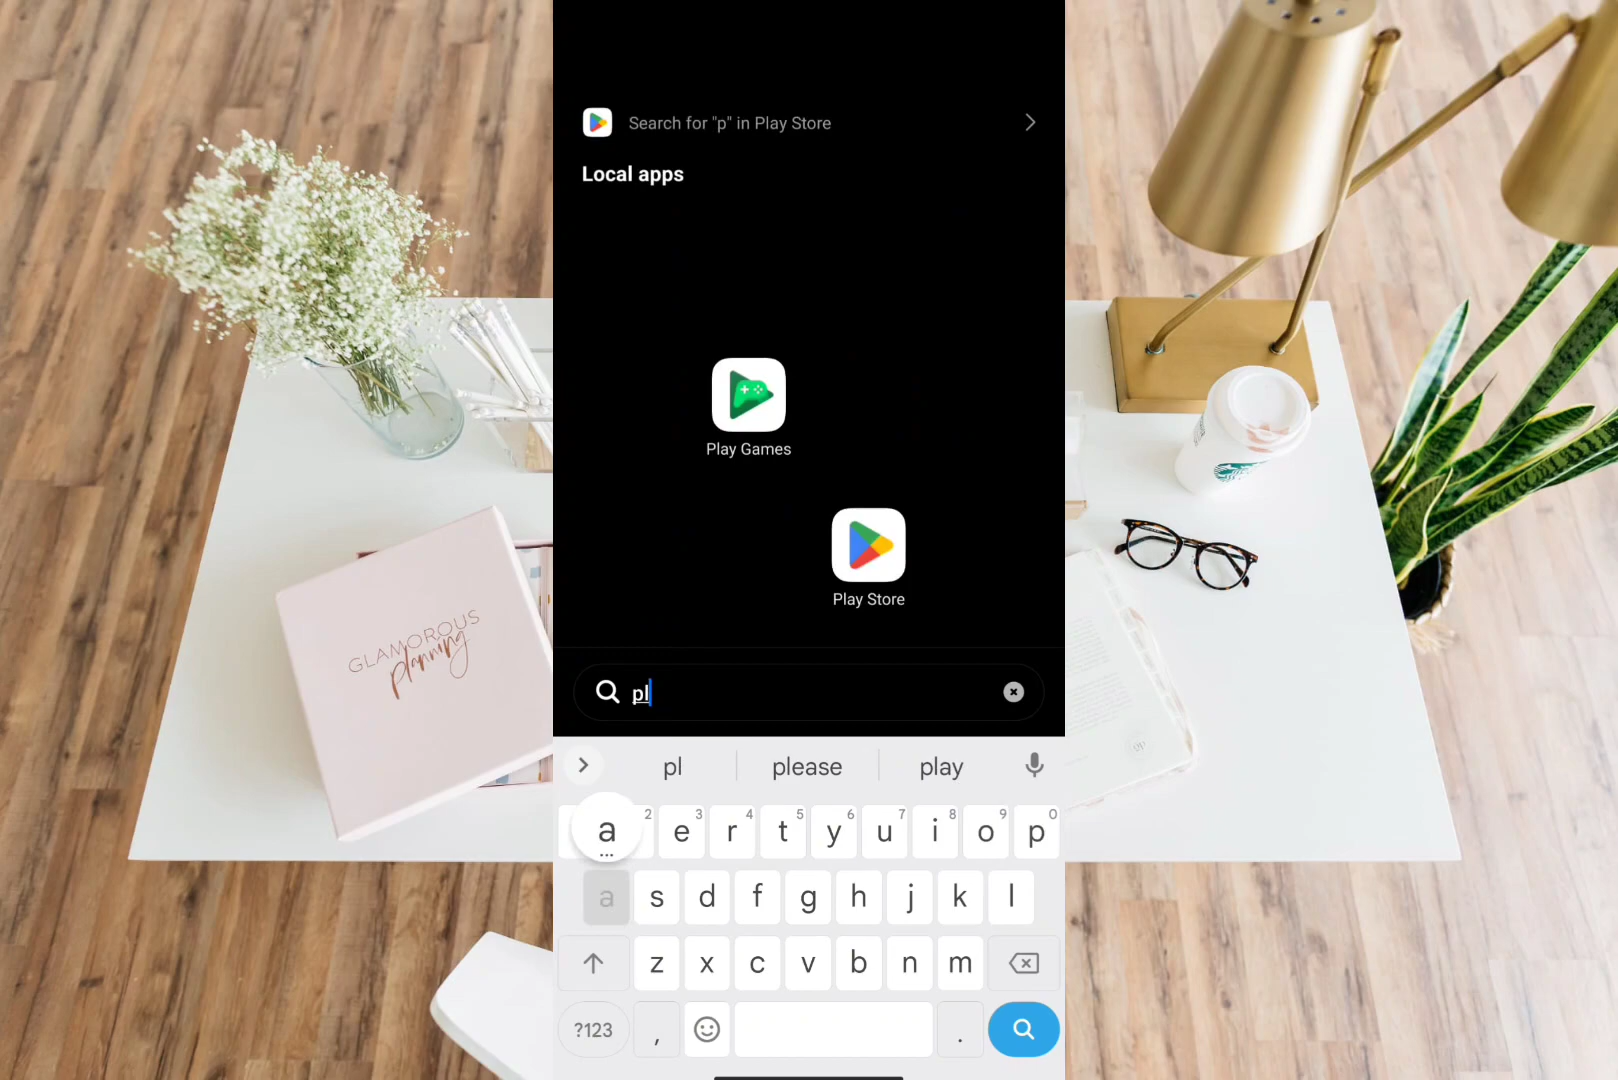 Search for "p" in Play Store
Local apps
Play Games
Play Store
pl
pl please play
a 2 e 3 r 4 t 5 y 6 u 7 i 8 o 9 p 0
a s d f g h j k l
z x c v b n m
?123 , .
GLAMOROUS
planning
gp